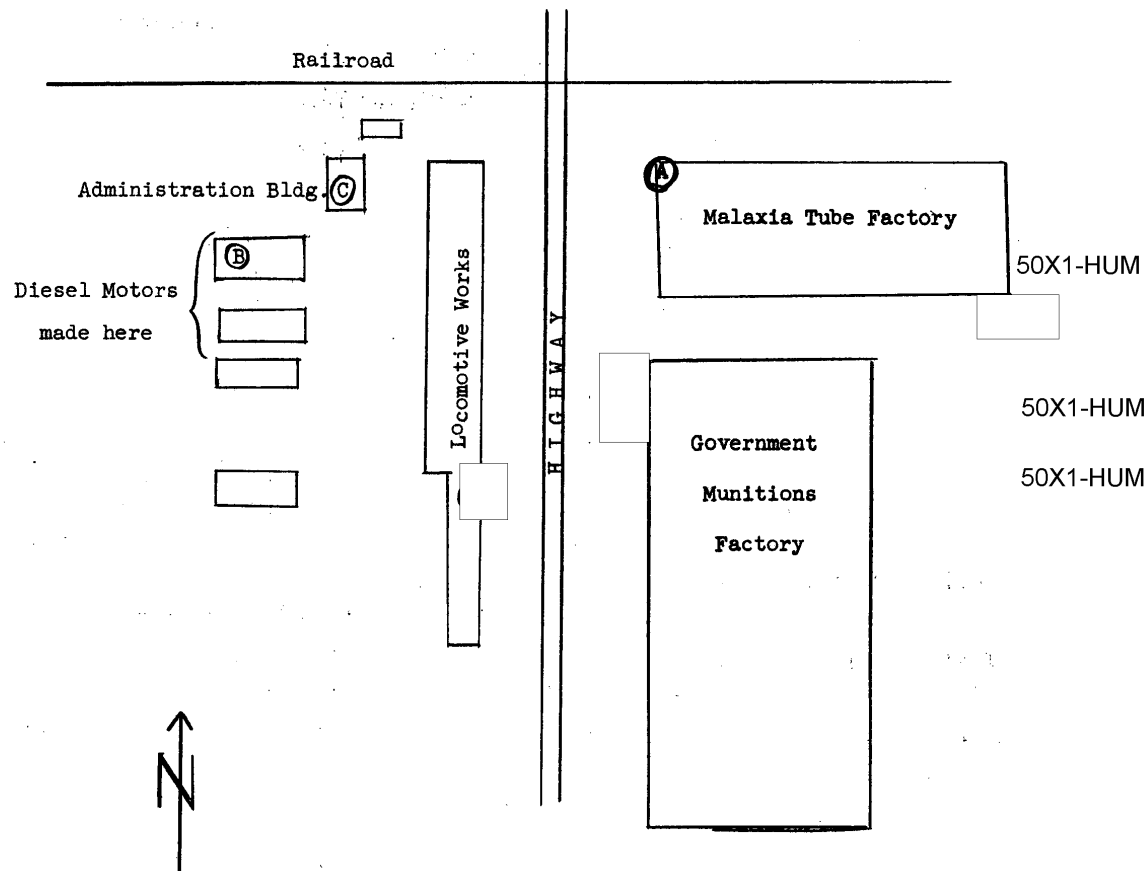 Railroad
Administration Bldg.
C
A
Malaxia Tube Factory
B
Diesel Motors
made here
Locomotive Works
HIGHWAY
50X1-HUM
50X1-HUM
50X1-HUM
Government
Munitions
Factory
N